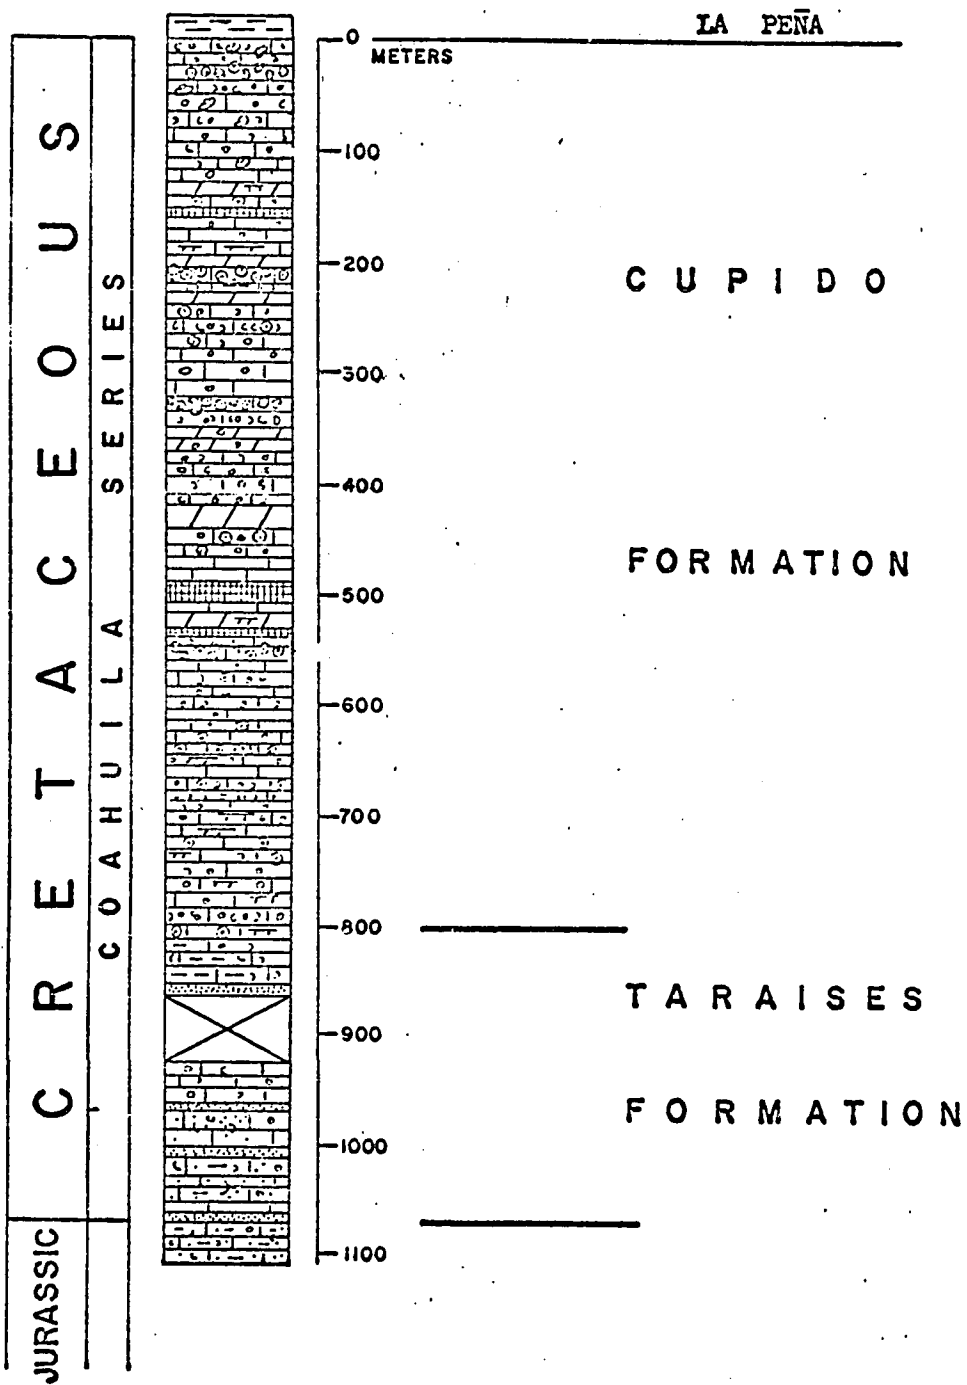 LA PEÑA
0
METERS
100
200
CUPIDO
300
400
FORMATION
500
600
700
800
TARAISES
900
FORMATION
1000
1100
CRETACEOUS
COAHUILA SERIES
JURASSIC